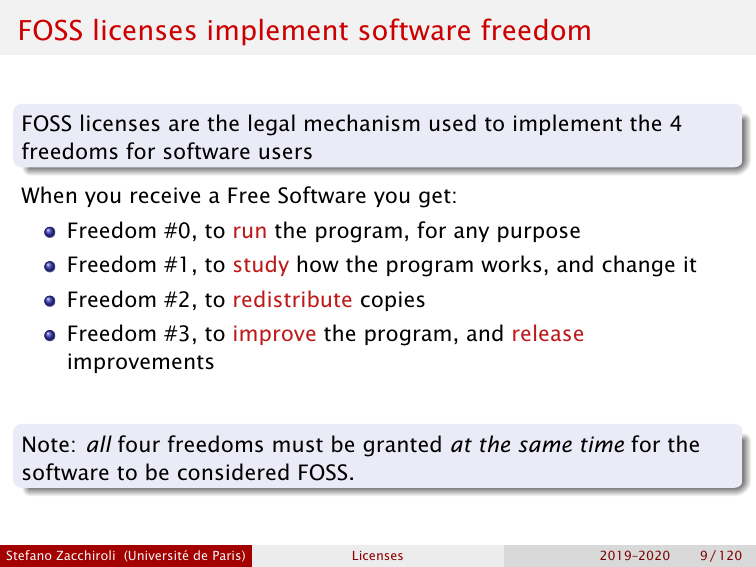 FOSS licenses implement software freedom
FOSS licenses are the legal mechanism used to implement the 4
freedoms for software users
When you receive a Free Software you get:
Freedom #0, to run the program, for any purpose
Freedom #1, to study how the program works, and change it
Freedom #2, to redistribute copies
Freedom #3, to improve the program, and release
improvements
Note: all four freedoms must be granted at the same time for the
software to be considered FOSS.
Stefano Zacchiroli (Université de Paris) Licenses 2019–2020 9 / 120